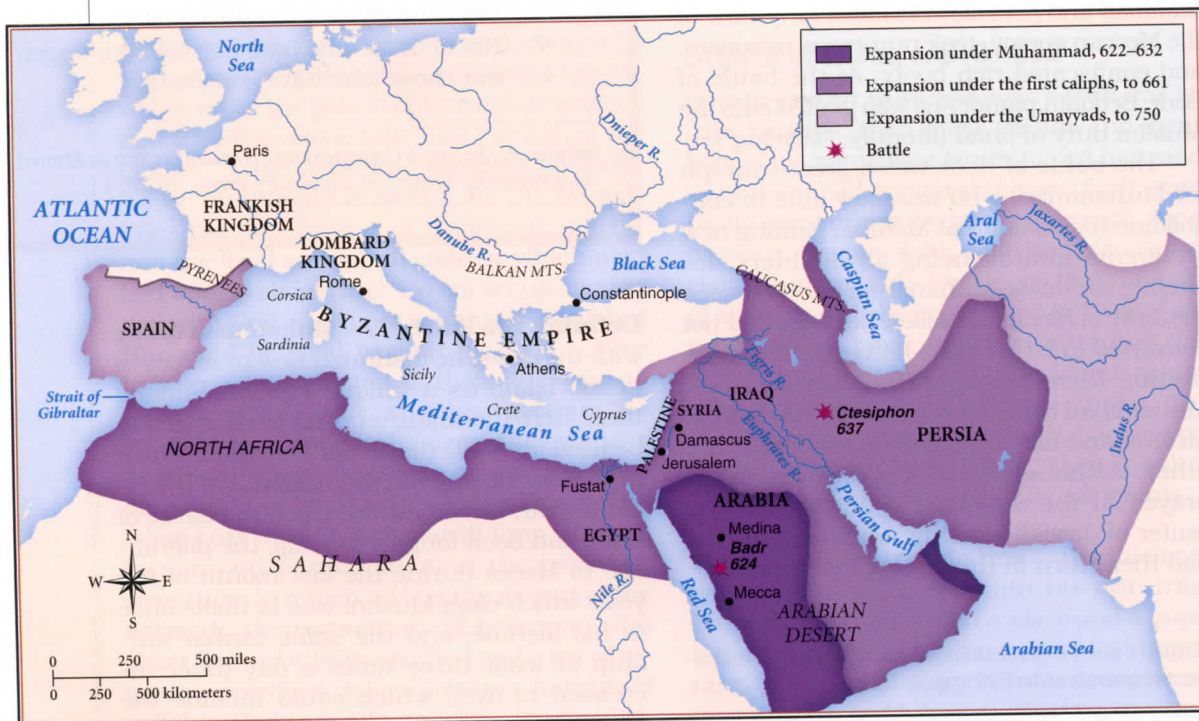 North
Sea
Expansion under Muhammad, 622–632
Expansion under the first caliphs, to 661
Expansion under the Umayyads, to 750
Battle
Paris
Dnieper R.
ATLANTIC
OCEAN
FRANKISH
KINGDOM
LOMBARD
KINGDOM
Danube R.
BALKAN MTS.
Black Sea
CAUCASUS MTS.
Caspian Sea
Aral
Sea
Jaxartes R.
PYRENEES
Corsica
Rome
Constantinople
SPAIN
BYZANTINE EMPIRE
Sardinia
Sicily
Athens
Strait of
Gibraltar
Mediterranean Sea
Crete
Cyprus
PALESTINE
SYRIA
IRAQ
Tigris R.
Euphrates R.
Ctesiphon
637
PERSIA
Indus R.
NORTH AFRICA
Damascus
Jerusalem
Fustat
EGYPT
ARABIA
Medina
Badr
624
Mecca
Persian Gulf
SAHARA
Nile R.
Red Sea
ARABIAN
DESERT
Arabian Sea
N
W
E
S
0 250 500 miles
0 250 500 kilometers